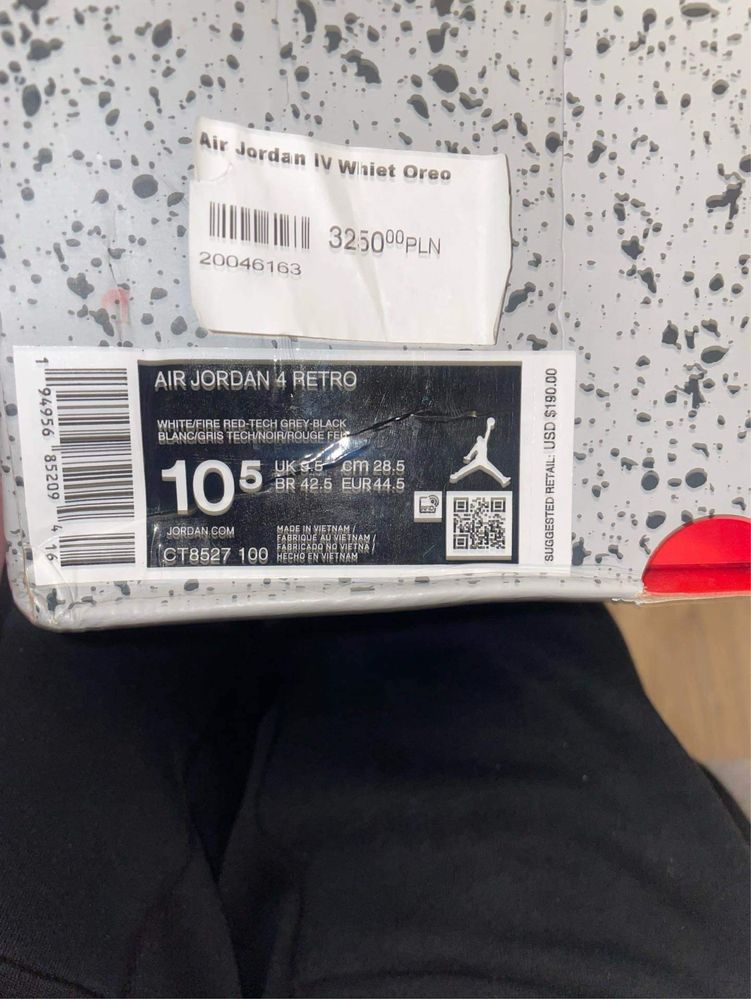 Air Jordan IV Whiet Oreo
3250⁰⁰PLN
20046163
AIR JORDAN 4 RETRO
WHITE/FIRE RED-TECH GREY-BLACK
BLANC/GRIS TECH/NOIR/ROUGE FEU
10⁵
UK 9.5 cm 28.5
BR 42.5 EUR 44.5
JORDAN.COM
CT8527 100
MADE IN VIETNAM /
FABRIQUÉ AU VIETNAM /
FABRICADO NO VIETNA /
HECHO EN VIETNAM
SUGGESTED RETAIL: USD $190.00
1 94956 85209 4 16